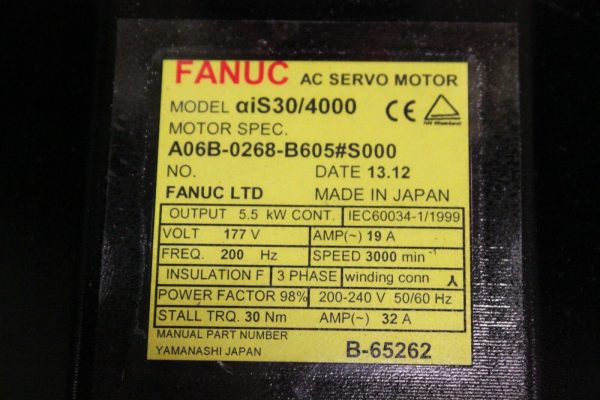 FANUC AC SERVO MOTOR
MODEL αiS30/4000
MOTOR SPEC.
A06B-0268-B605#S000
NO. DATE 13.12
FANUC LTD MADE IN JAPAN
OUTPUT 5.5 kW CONT. IEC60034-1/1999
VOLT 177 V AMP(~) 19 A
FREQ. 200 Hz SPEED 3000 min⁻¹
INSULATION F 3 PHASE winding conn
POWER FACTOR 98% 200-240 V 50/60 Hz
STALL TRQ. 30 Nm AMP(~) 32 A
MANUAL PART NUMBER
YAMANASHI JAPAN B-65262
CE